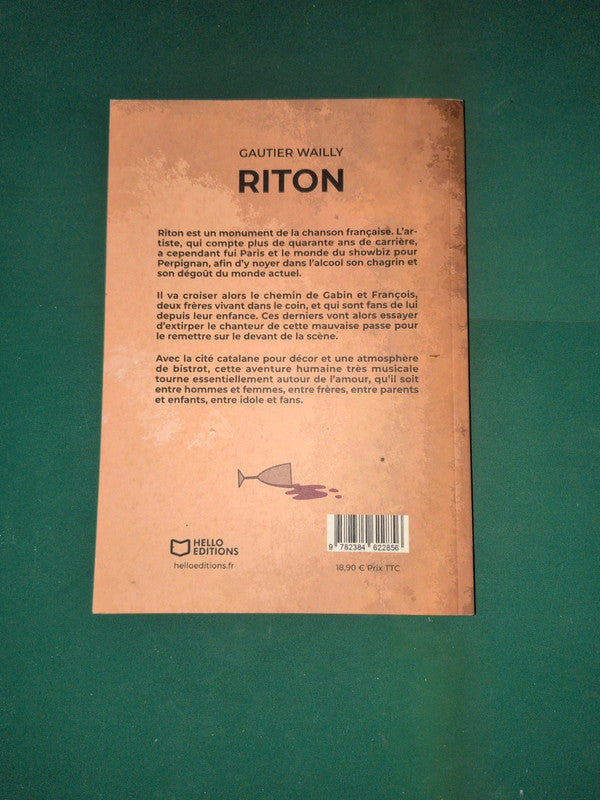 GAUTIER WAILLY
RITON
Riton est un monument de la chanson française. L'ar-
tiste, qui compte plus de quarante ans de carrière,
a cependant fui Paris et le monde du showbiz pour
Perpignan, afin d'y noyer dans l'alcool son chagrin et
son dégoût du monde actuel.
Il va croiser alors le chemin de Gabin et François,
deux frères vivant dans le coin, et qui sont fans de lui
depuis leur enfance. Ces derniers vont alors essayer
d'extirper le chanteur de cette mauvaise passe pour
le remettre sur le devant de la scène.
Avec la cité catalane pour décor et une atmosphère
de bistrot, cette aventure humaine très musicale
tourne essentiellement autour de l'amour, qu'il soit
entre hommes et femmes, entre frères, entre parents
et enfants, entre idole et fans.
HELLO
EDITIONS
helloeditions.fr
9 782384 622856
18,90 € Prix TTC